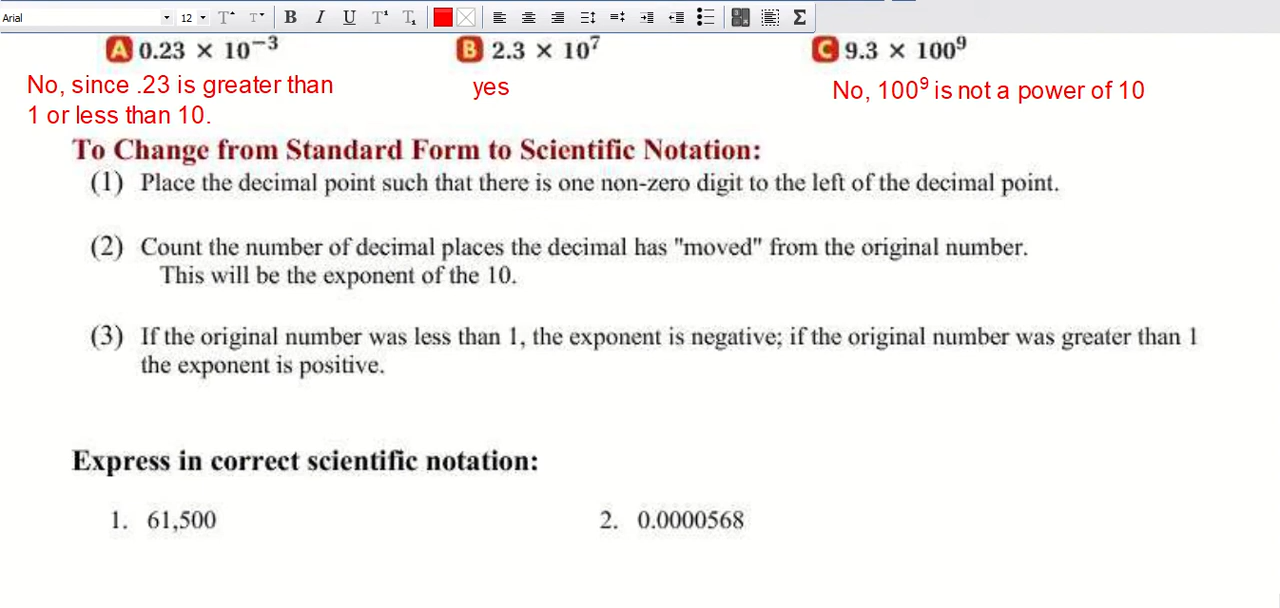 Arial 12 T T B I U T¹ T₁ Σ
A 0.23 × 10⁻³ B 2.3 × 10⁷ C 9.3 × 100⁹
No, since .23 is greater than
1 or less than 10.
yes
No, 100⁹ is not a power of 10
To Change from Standard Form to Scientific Notation:
(1) Place the decimal point such that there is one non-zero digit to the left of the decimal point.
(2) Count the number of decimal places the decimal has "moved" from the original number.
This will be the exponent of the 10.
(3) If the original number was less than 1, the exponent is negative; if the original number was greater than 1
the exponent is positive.
Express in correct scientific notation:
1. 61,500 2. 0.0000568